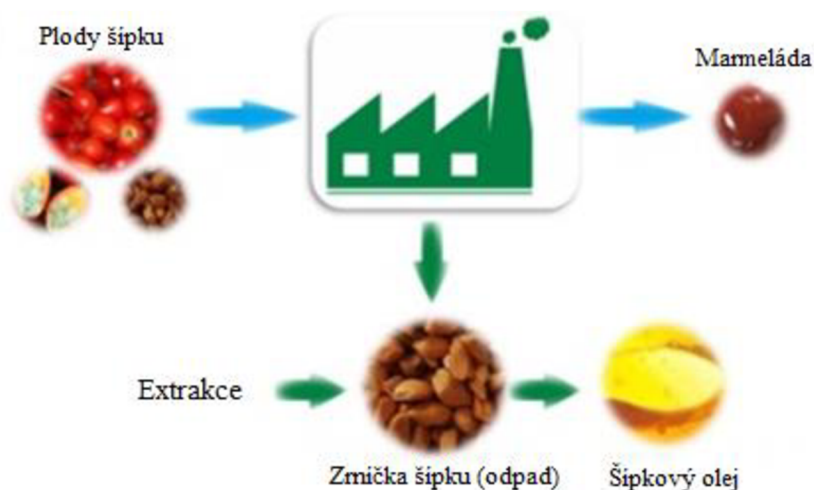 Plody šípku
Marmeláda
Extrakce
Zrníčka šípku (odpad)
Šípkový olej